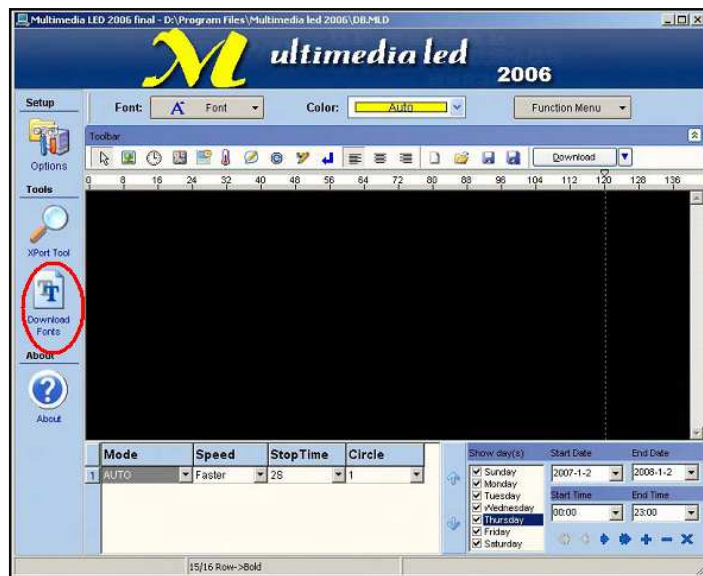 Multimedia LED 2006 final - D:\Program Files\Multimedia led 2006\DB.MLD
Multimedia led
2006
Setup
Font: A Font
Color: Auto
Function Menu
Toolbar
Options
Download
Tools
0 8 16 24 32 40 48 56 64 72 80 88 96 104 112 120 128 136
XPort Tool
TT
Download
Fonts
About
?
About
Mode Speed StopTime Circle
1 AUTO Faster 2S 1
Show day(s)
Sunday
Monday
Tuesday
Wednesday
Thursday
Friday
Saturday
Start Date End Date
2007-1-2 2008-1-2
Start Time End Time
00:00 23:00
15/16 Row->Bold